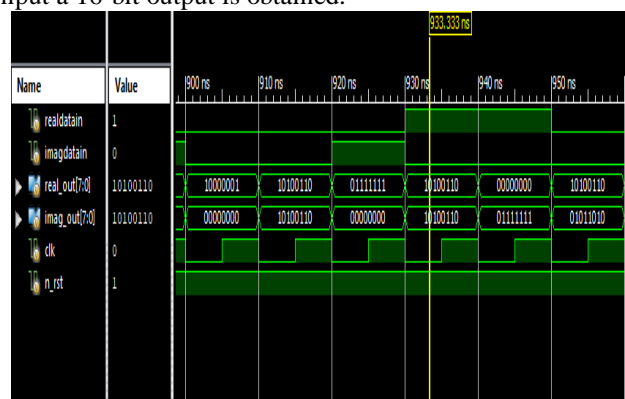 nput a 16-bit output is obtained.
933.333 ns
Name Value 900 ns 910 ns 920 ns 930 ns 940 ns 950 ns
realdatain 1
imagdatain 0
real_out[7:0] 10100110 10000001 10100110 01111111 10100110 00000000 10100110
imag_out[7:0] 10100110 00000000 10100110 00000000 10100110 01111111 01011010
clk 0
n_rst 1